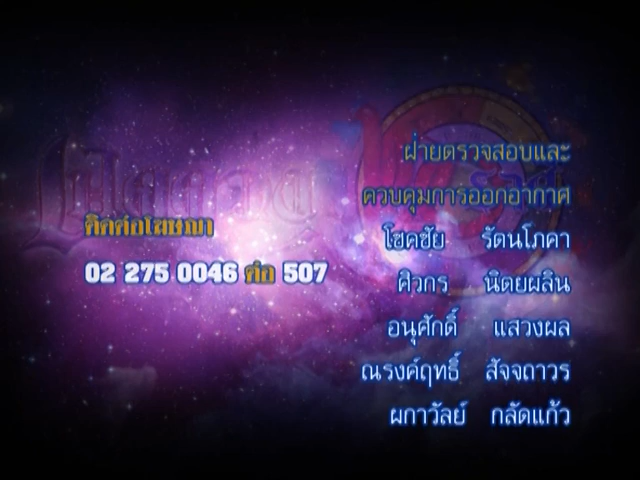 ติดต่อโฆษณา
02 275 0046 ต่อ 507
ฝ่ายตรวจสอบและ
ควบคุมการออกอากาศ
โชคชัย รัตนโภคา
ศิวกร นิตยผลิน
อนุศักดิ์ แสวงผล
ณรงค์ฤทธิ์ สัจจถาวร
ผกาวัลย์ กลัดแก้ว